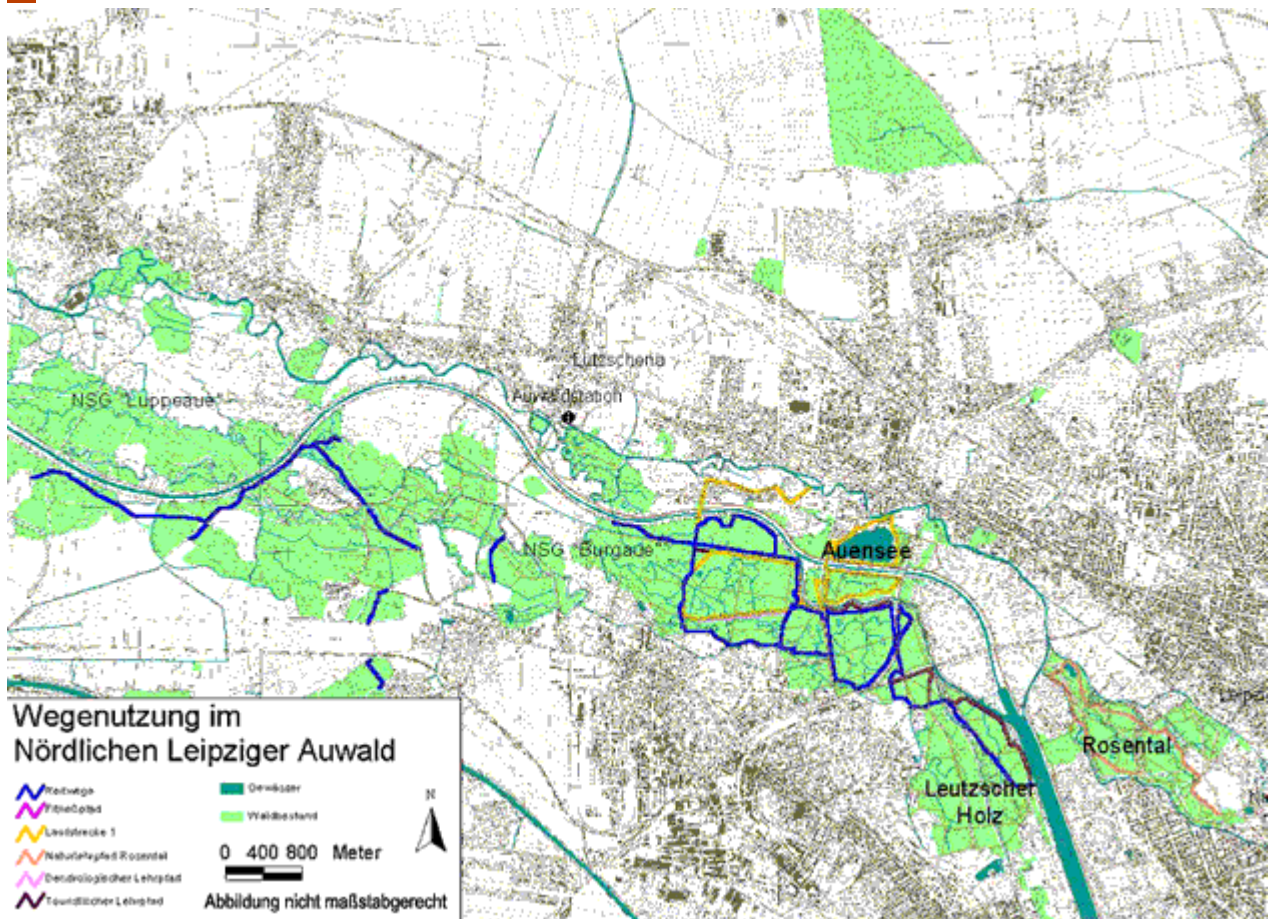 Lützschena
Auwaldstation
NSG "Luppeaue"
NSG "Burgaue"
Auensee
Rosental
Leutzscher
Holz
Wegenutzung im
Nördlichen Leipziger Auwald
Reitwege
Fitneßpfad
Laufstrecke 1
Naturlehrpfad Rosental
Dendrologischer Lehrpfad
Touristischer Lehrpfad
Gewässer
Waldbestand
N
0 400 800 Meter
Abbildung nicht maßstabgerecht